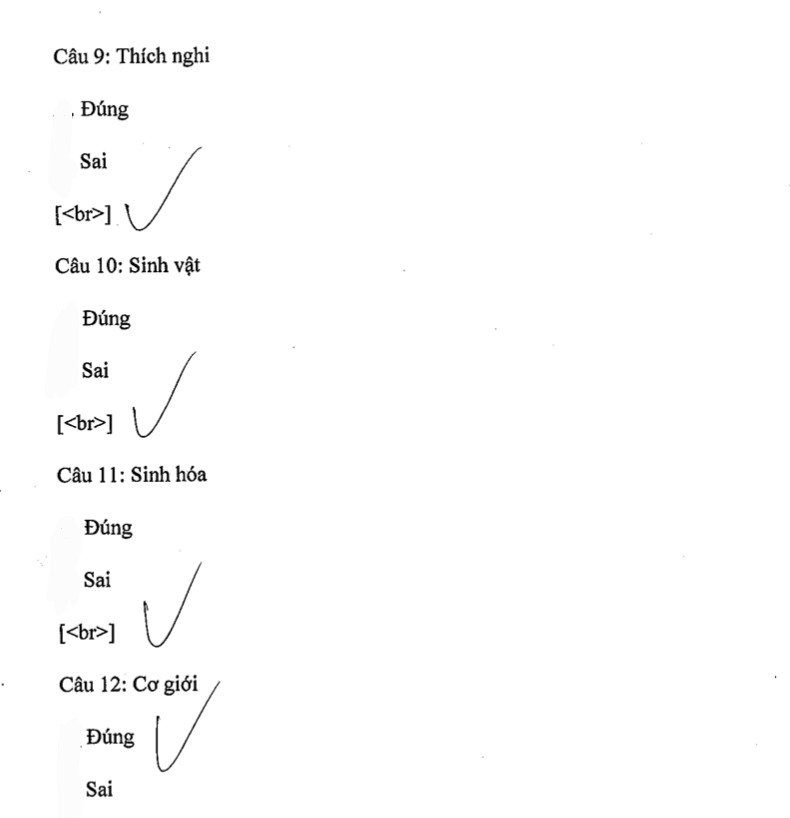 Câu 9: Thích nghi
Đúng
Sai
[<br>]
Câu 10: Sinh vật
Đúng
Sai
[<br>]
Câu 11: Sinh hóa
Đúng
Sai
[<br>]
Câu 12: Cơ giới
Đúng
Sai